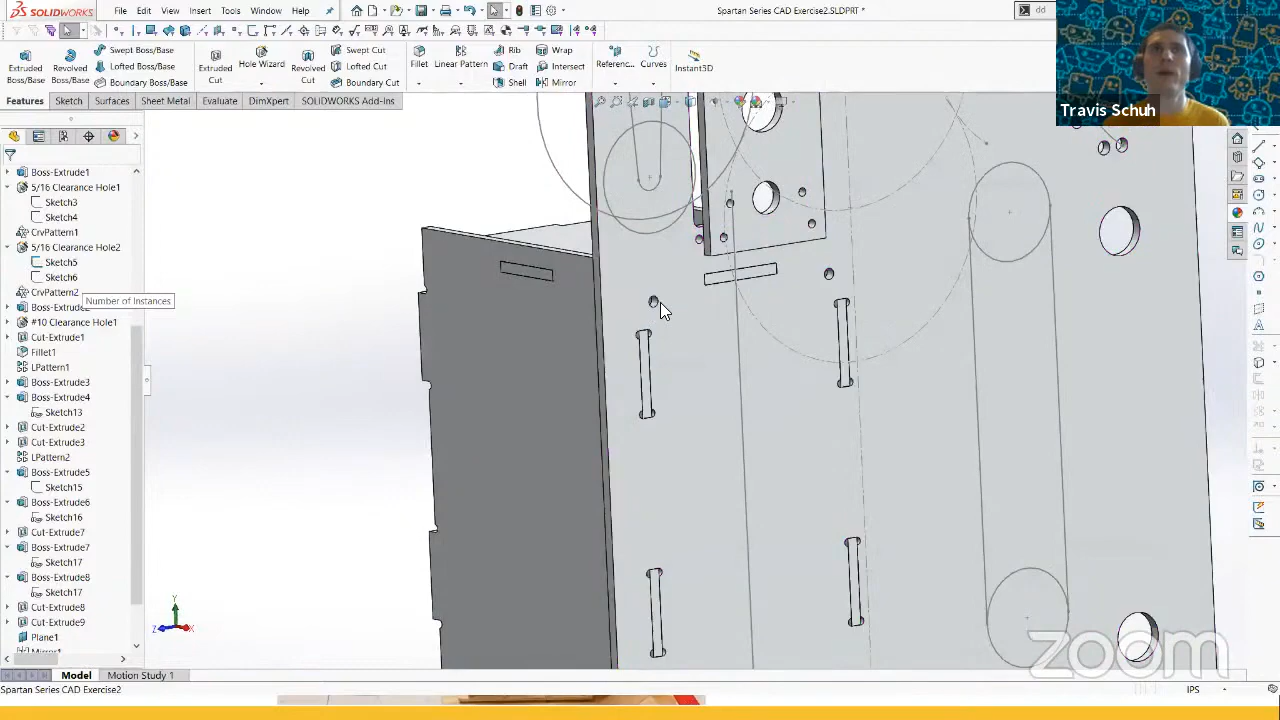 SOLIDWORKS
File Edit View Insert Tools Window Help
Spartan Series CAD Exercise2.SLDPRT *
dd
Travis Schuh
Extruded Boss/Base
Revolved Boss/Base
Swept Boss/Base
Lofted Boss/Base
Boundary Boss/Base
Extruded Cut
Hole Wizard
Revolved Cut
Swept Cut
Lofted Cut
Boundary Cut
Fillet
Linear Pattern
Rib
Draft
Shell
Wrap
Intersect
Mirror
Referenc...
Curves
Instant3D
Features Sketch Surfaces Sheet Metal Evaluate DimXpert SOLIDWORKS Add-Ins
Boss-Extrude1
5/16 Clearance Hole1
Sketch3
Sketch4
CrvPattern1
5/16 Clearance Hole2
Sketch5
Sketch6
CrvPattern2
Number of Instances
Boss-Extrude2
#10 Clearance Hole1
Cut-Extrude1
Fillet1
LPattern1
Boss-Extrude3
Boss-Extrude4
Sketch13
Cut-Extrude2
Cut-Extrude3
LPattern2
Boss-Extrude5
Sketch15
Boss-Extrude6
Sketch16
Cut-Extrude7
Boss-Extrude7
Sketch17
Boss-Extrude8
Sketch17
Cut-Extrude8
Cut-Extrude9
Plane1
Mirror1
Y
Z X
zoom
Model Motion Study 1
Spartan Series CAD Exercise2
IPS